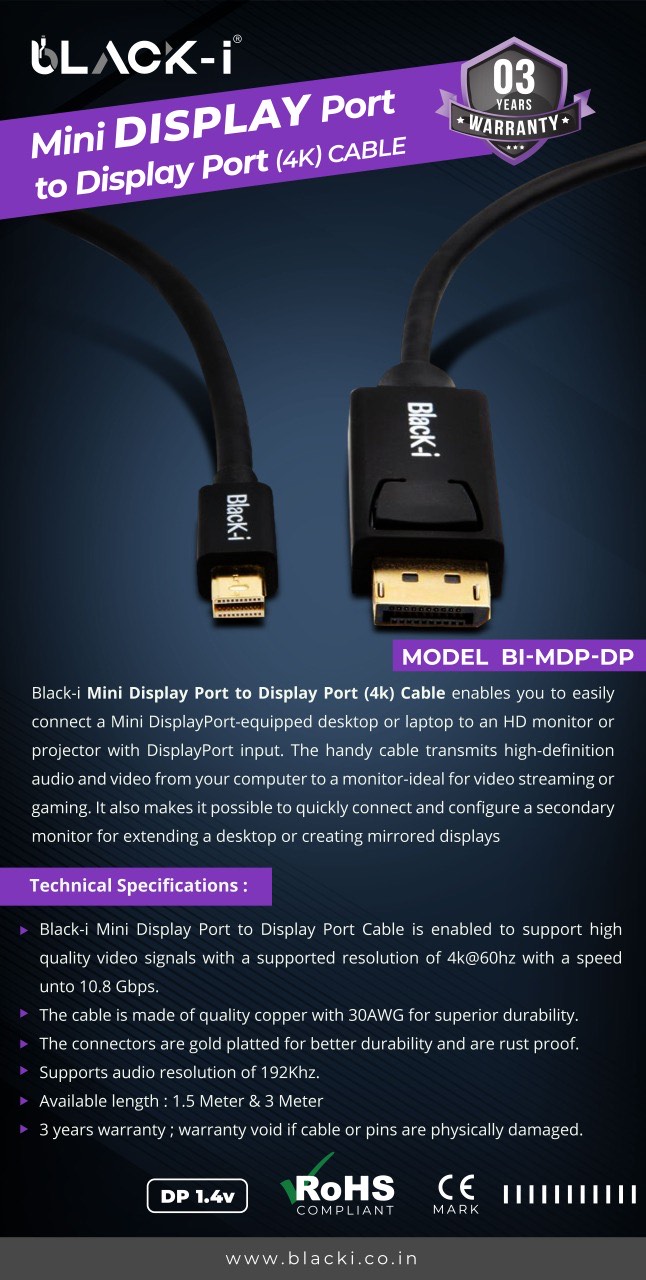 bLACK-i®
03
YEARS
WARRANTY
Mini DISPLAY Port
to Display Port (4K) CABLE
Black-i
Black-i
MODEL BI-MDP-DP
Black-i Mini Display Port to Display Port (4k) Cable enables you to easily
connect a Mini DisplayPort-equipped desktop or laptop to an HD monitor or
projector with DisplayPort input. The handy cable transmits high-definition
audio and video from your computer to a monitor-ideal for video streaming or
gaming. It also makes it possible to quickly connect and configure a secondary
monitor for extending a desktop or creating mirrored displays
Technical Specifications :
Black-i Mini Display Port to Display Port Cable is enabled to support high
quality video signals with a supported resolution of 4k@60hz with a speed
unto 10.8 Gbps.
The cable is made of quality copper with 30AWG for superior durability.
The connectors are gold platted for better durability and are rust proof.
Supports audio resolution of 192Khz.
Available length : 1.5 Meter & 3 Meter
3 years warranty ; warranty void if cable or pins are physically damaged.
DP 1.4v
RoHS
COMPLIANT
CE
MARK
www.blacki.co.in